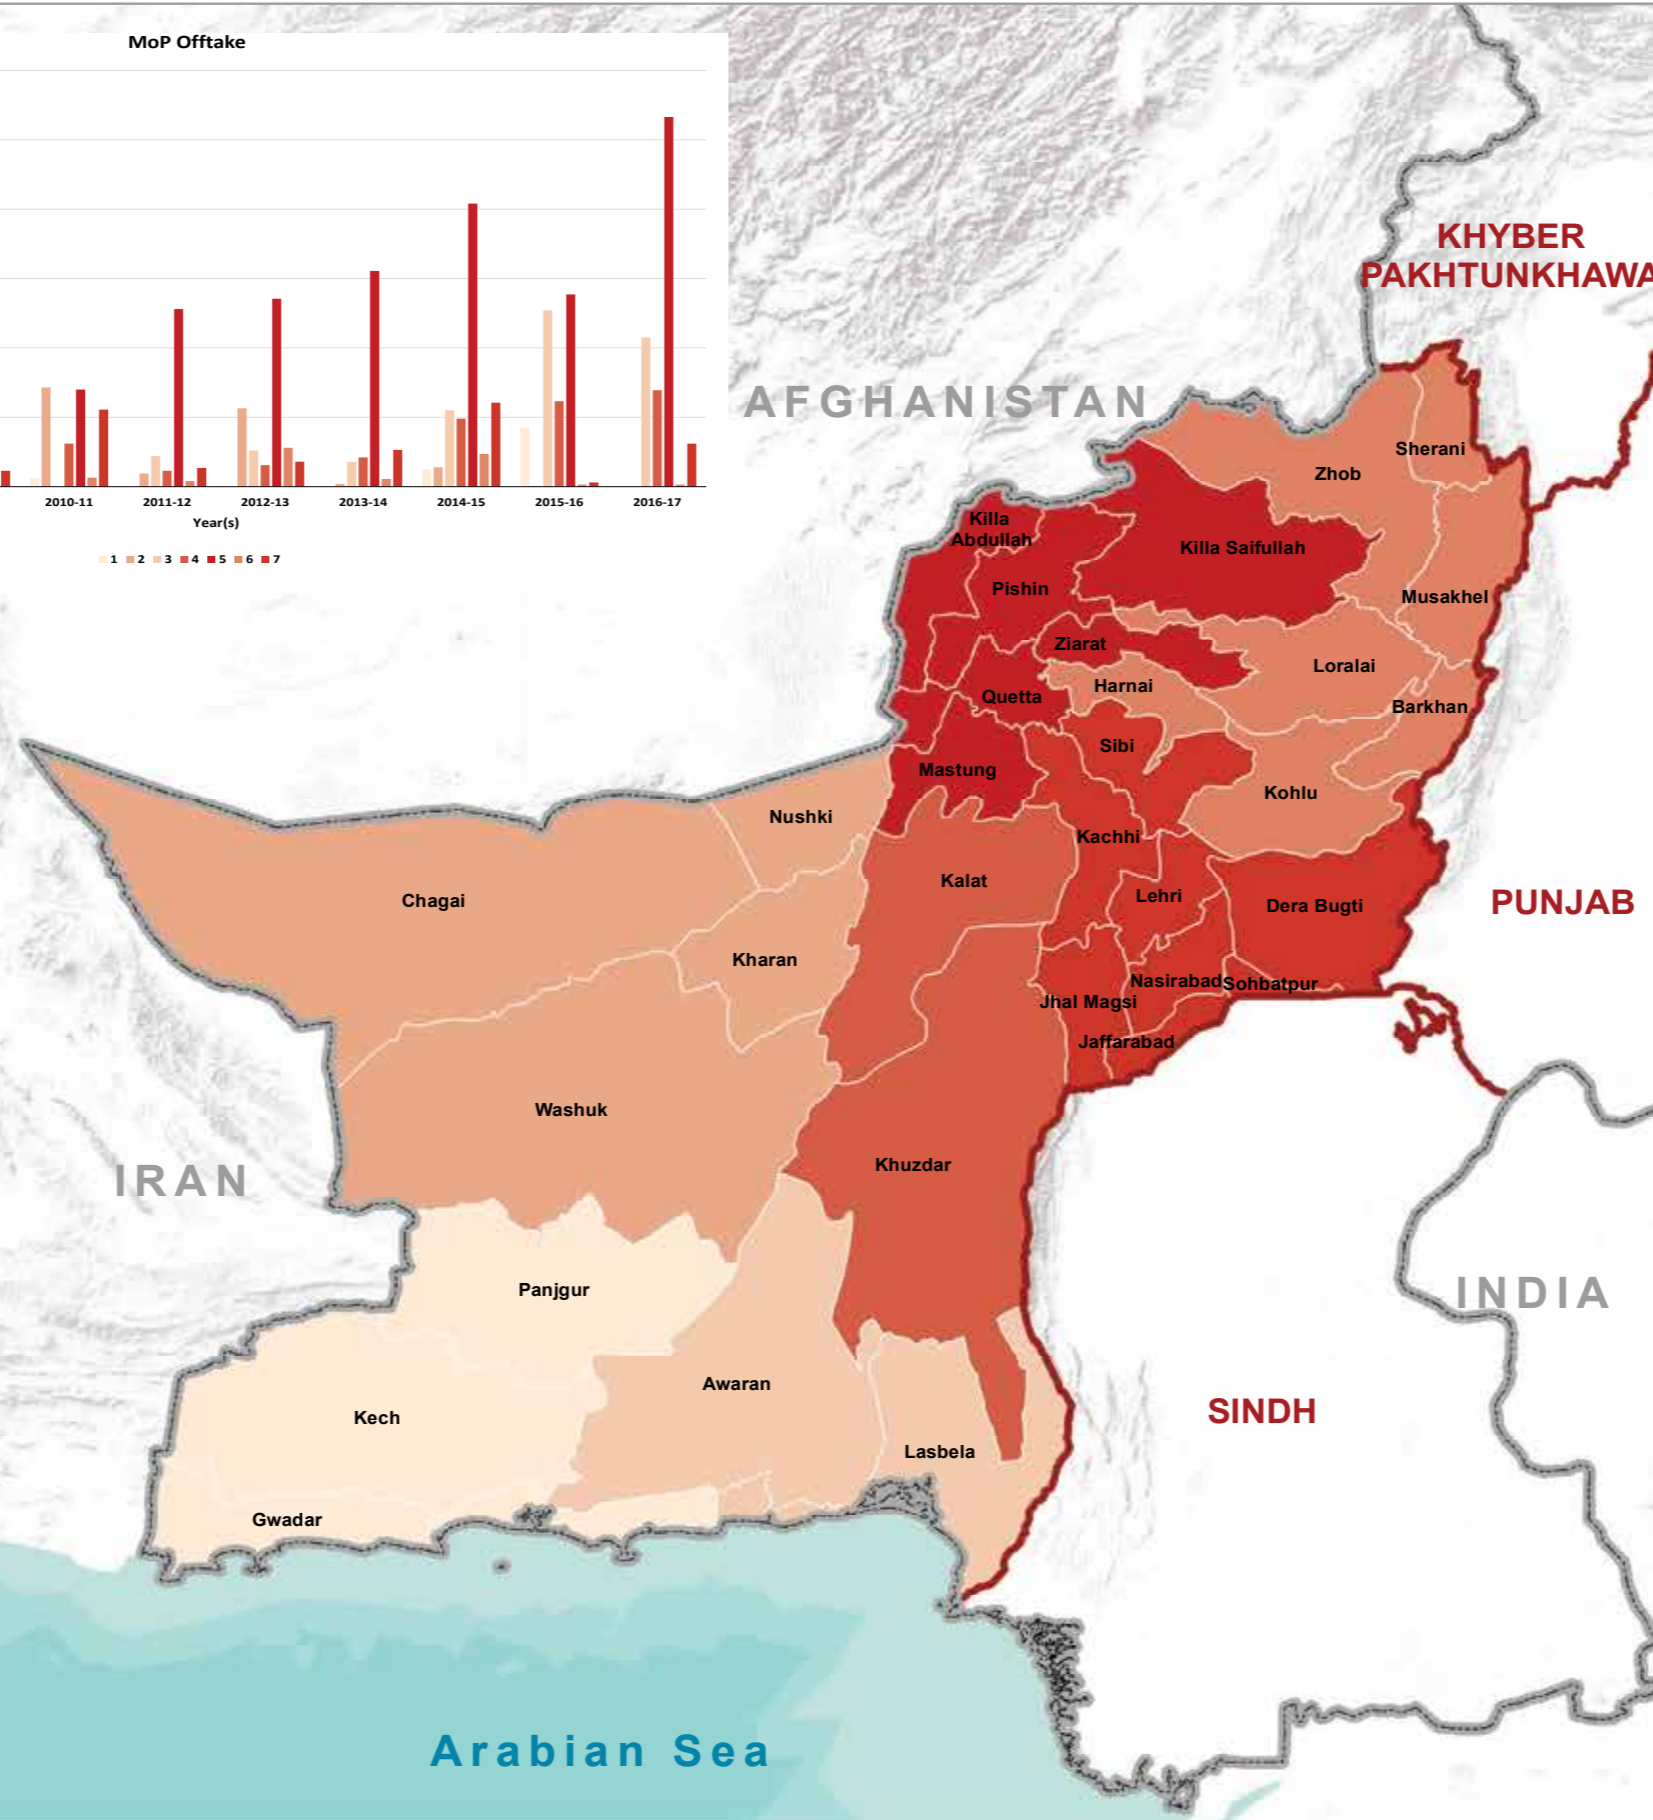 MoP Offtake
2010-11 2011-12 2012-13 2013-14 2014-15 2015-16 2016-17
Year(s)
1 2 3 4 5 6 7
KHYBER
PAKHTUNKHAWA
AFGHANISTAN
Sherani
Zhob
Killa
Abdullah
Killa Saifullah
Pishin
Musakhel
Ziarat
Loralai
Harnai
Quetta
Barkhan
Sibi
Mastung
Kohlu
Nushki
Kachhi
Kalat
Lehri
Chagai
Dera Bugti
PUNJAB
Kharan
Nasirabad
Sohbatpur
Jhal Magsi
Jaffarabad
Washuk
Khuzdar
IRAN
Panjgur
INDIA
Awaran
Kech
SINDH
Lasbela
Gwadar
Arabian Sea